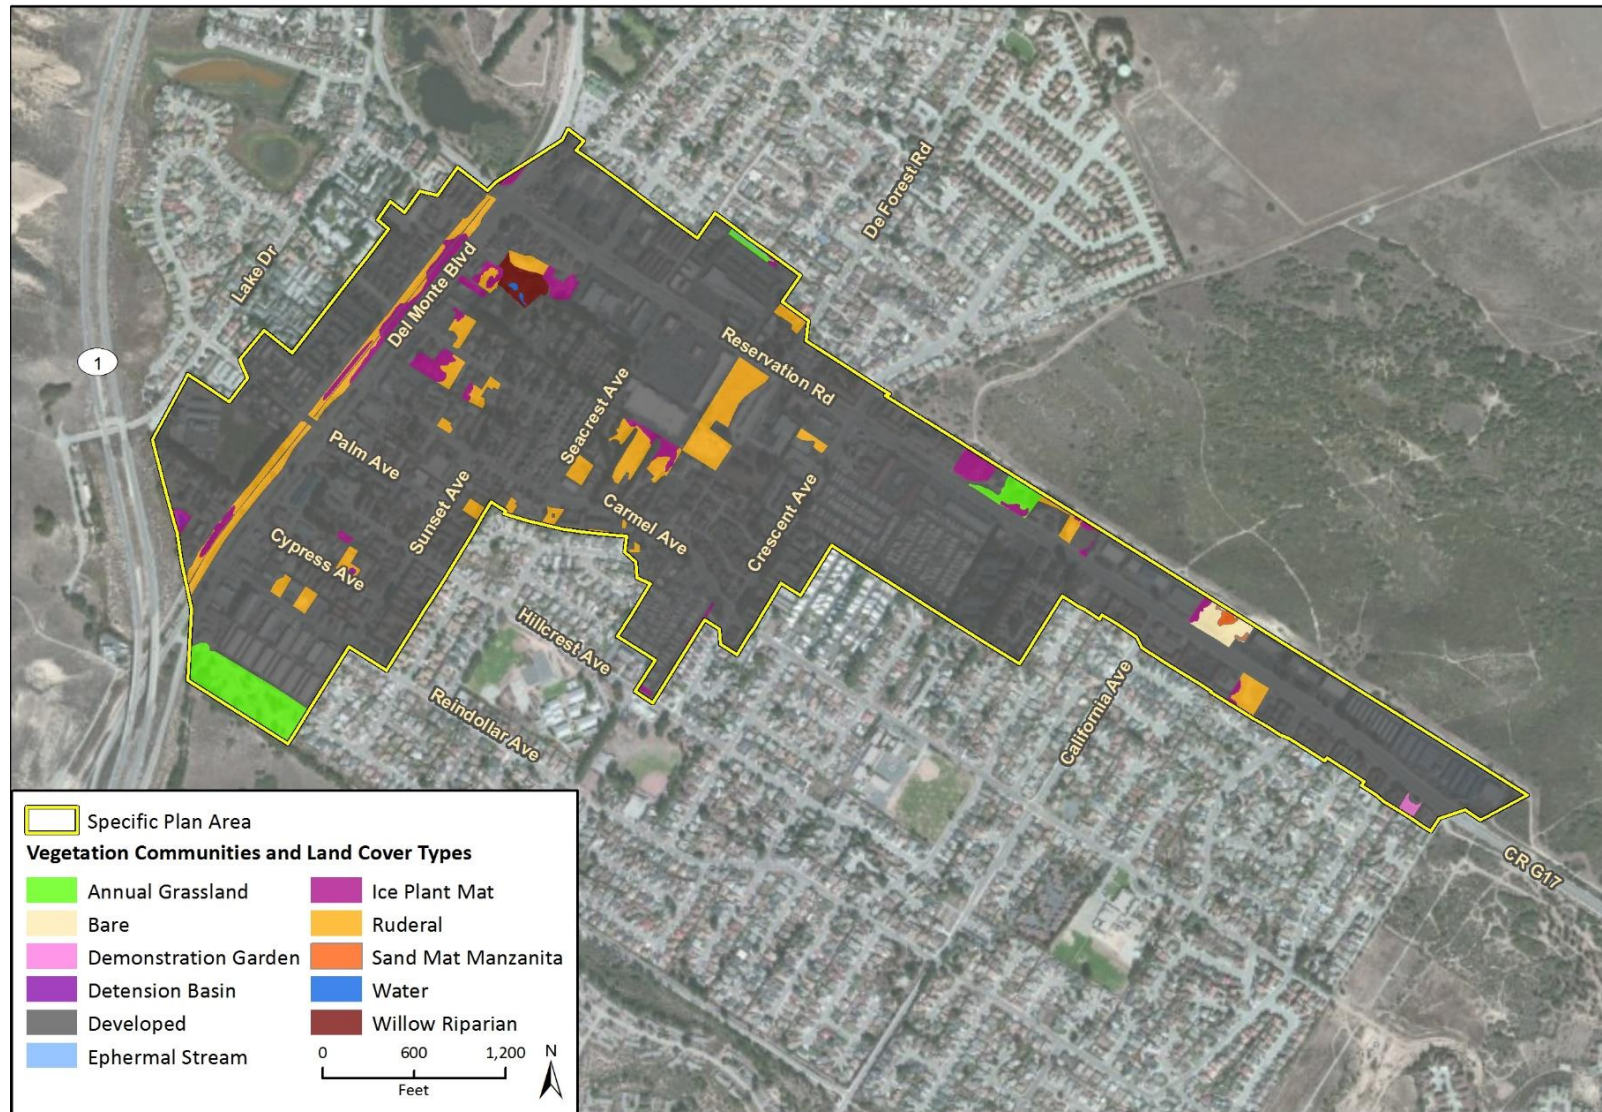 De Forest Rd
Lake Dr
Del Monte Blvd
1
Reservation Rd
Seacrest Ave
Palm Ave
Sunset Ave
Carmel Ave
Crescent Ave
Cypress Ave
Hillcrest Ave
Reindollar Ave
California Ave
CR G17
Specific Plan Area
Vegetation Communities and Land Cover Types
Annual Grassland
Bare
Demonstration Garden
Detension Basin
Developed
Ephermal Stream
Ice Plant Mat
Ruderal
Sand Mat Manzanita
Water
Willow Riparian
0 600 1,200
Feet
N